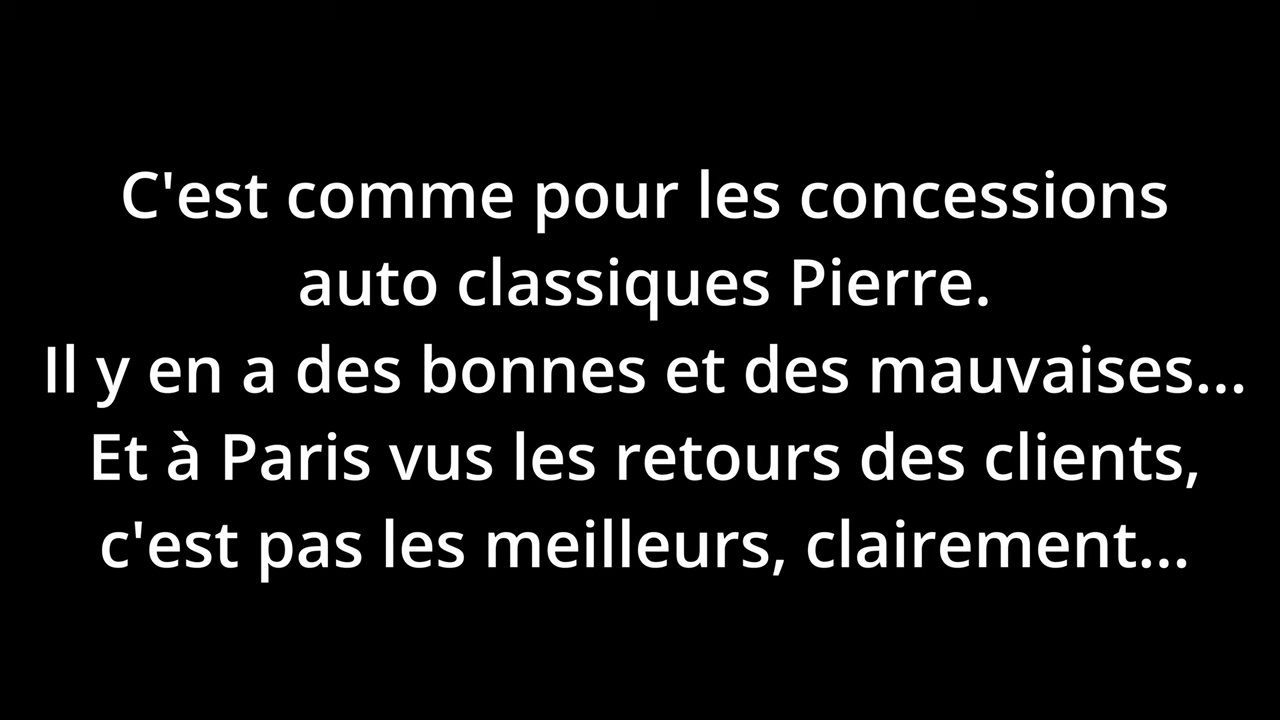 C'est comme pour les concessions
auto classiques Pierre.
Il y en a des bonnes et des mauvaises...
Et à Paris vus les retours des clients,
c'est pas les meilleurs, clairement...